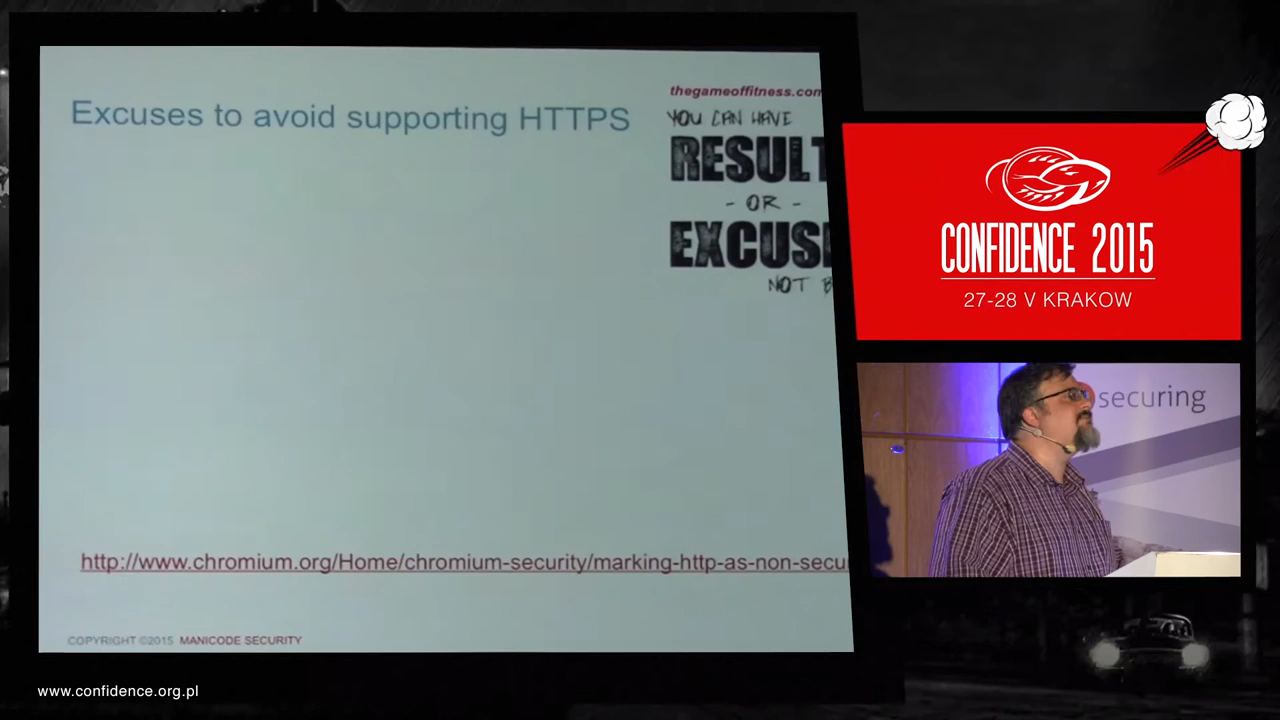 Excuses to avoid supporting HTTPS
thegameoffitness.com
YOU CAN HAVE
RESULT
- OR -
EXCUSE
NOT B
http://www.chromium.org/Home/chromium-security/marking-http-as-non-secu
COPYRIGHT ©2015 MANICODE SECURITY
CONFIDENCE 2015
27-28 V KRAKOW
securing
www.confidence.org.pl